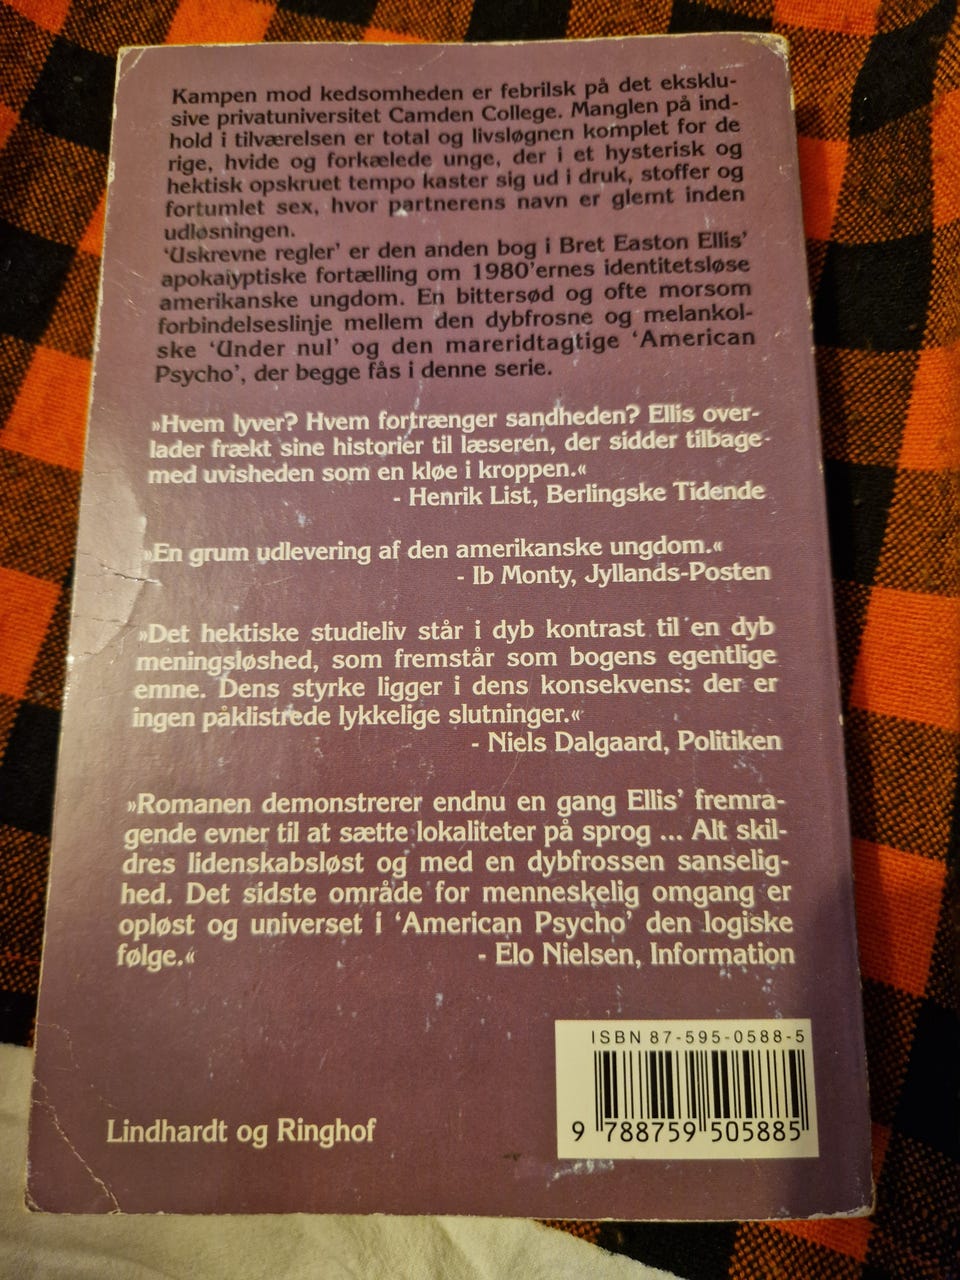 Kampen mod kedsomheden er febrilsk på det eksklu-
sive privatuniversitet Camden College. Manglen på ind-
hold i tilværelsen er total og livsløgnen komplet for de
rige, hvide og forkælede unge, der i et hysterisk og
hektisk opskruet tempo kaster sig ud i druk, stoffer og
fortumlet sex, hvor partnerens navn er glemt inden
udløsningen.
'Uskrevne regler' er den anden bog i Bret Easton Ellis'
apokalyptiske fortælling om 1980'ernes identitetsløse
amerikanske ungdom. En bittersød og ofte morsom
forbindelseslinje mellem den dybfrosne og melankol-
ske 'Under nul' og den mareridtagtige 'American
Psycho', der begge fås i denne serie.
»Hvem lyver? Hvem fortrænger sandheden? Ellis over-
lader frækt sine historier til læseren, der sidder tilbage
med uvisheden som en kløe i kroppen.«
- Henrik List, Berlingske Tidende
»En grum udlevering af den amerikanske ungdom.«
- Ib Monty, Jyllands-Posten
»Det hektiske studieliv står i dyb kontrast til en dyb
meningsløshed, som fremstår som bogens egentlige
emne. Dens styrke ligger i dens konsekvens: der er
ingen påklistrede lykkelige slutninger.«
- Niels Dalgaard, Politiken
»Romanen demonstrerer endnu en gang Ellis' fremra-
gende evner til at sætte lokaliteter på sprog ... Alt skil-
dres lidenskabsløst og med en dybfrossen sanselig-
hed. Det sidste område for menneskelig omgang er
opløst og universet i 'American Psycho' den logiske
følge.« - Elo Nielsen, Information
ISBN 87-595-0588-5
9 788759 505885
Lindhardt og Ringhof